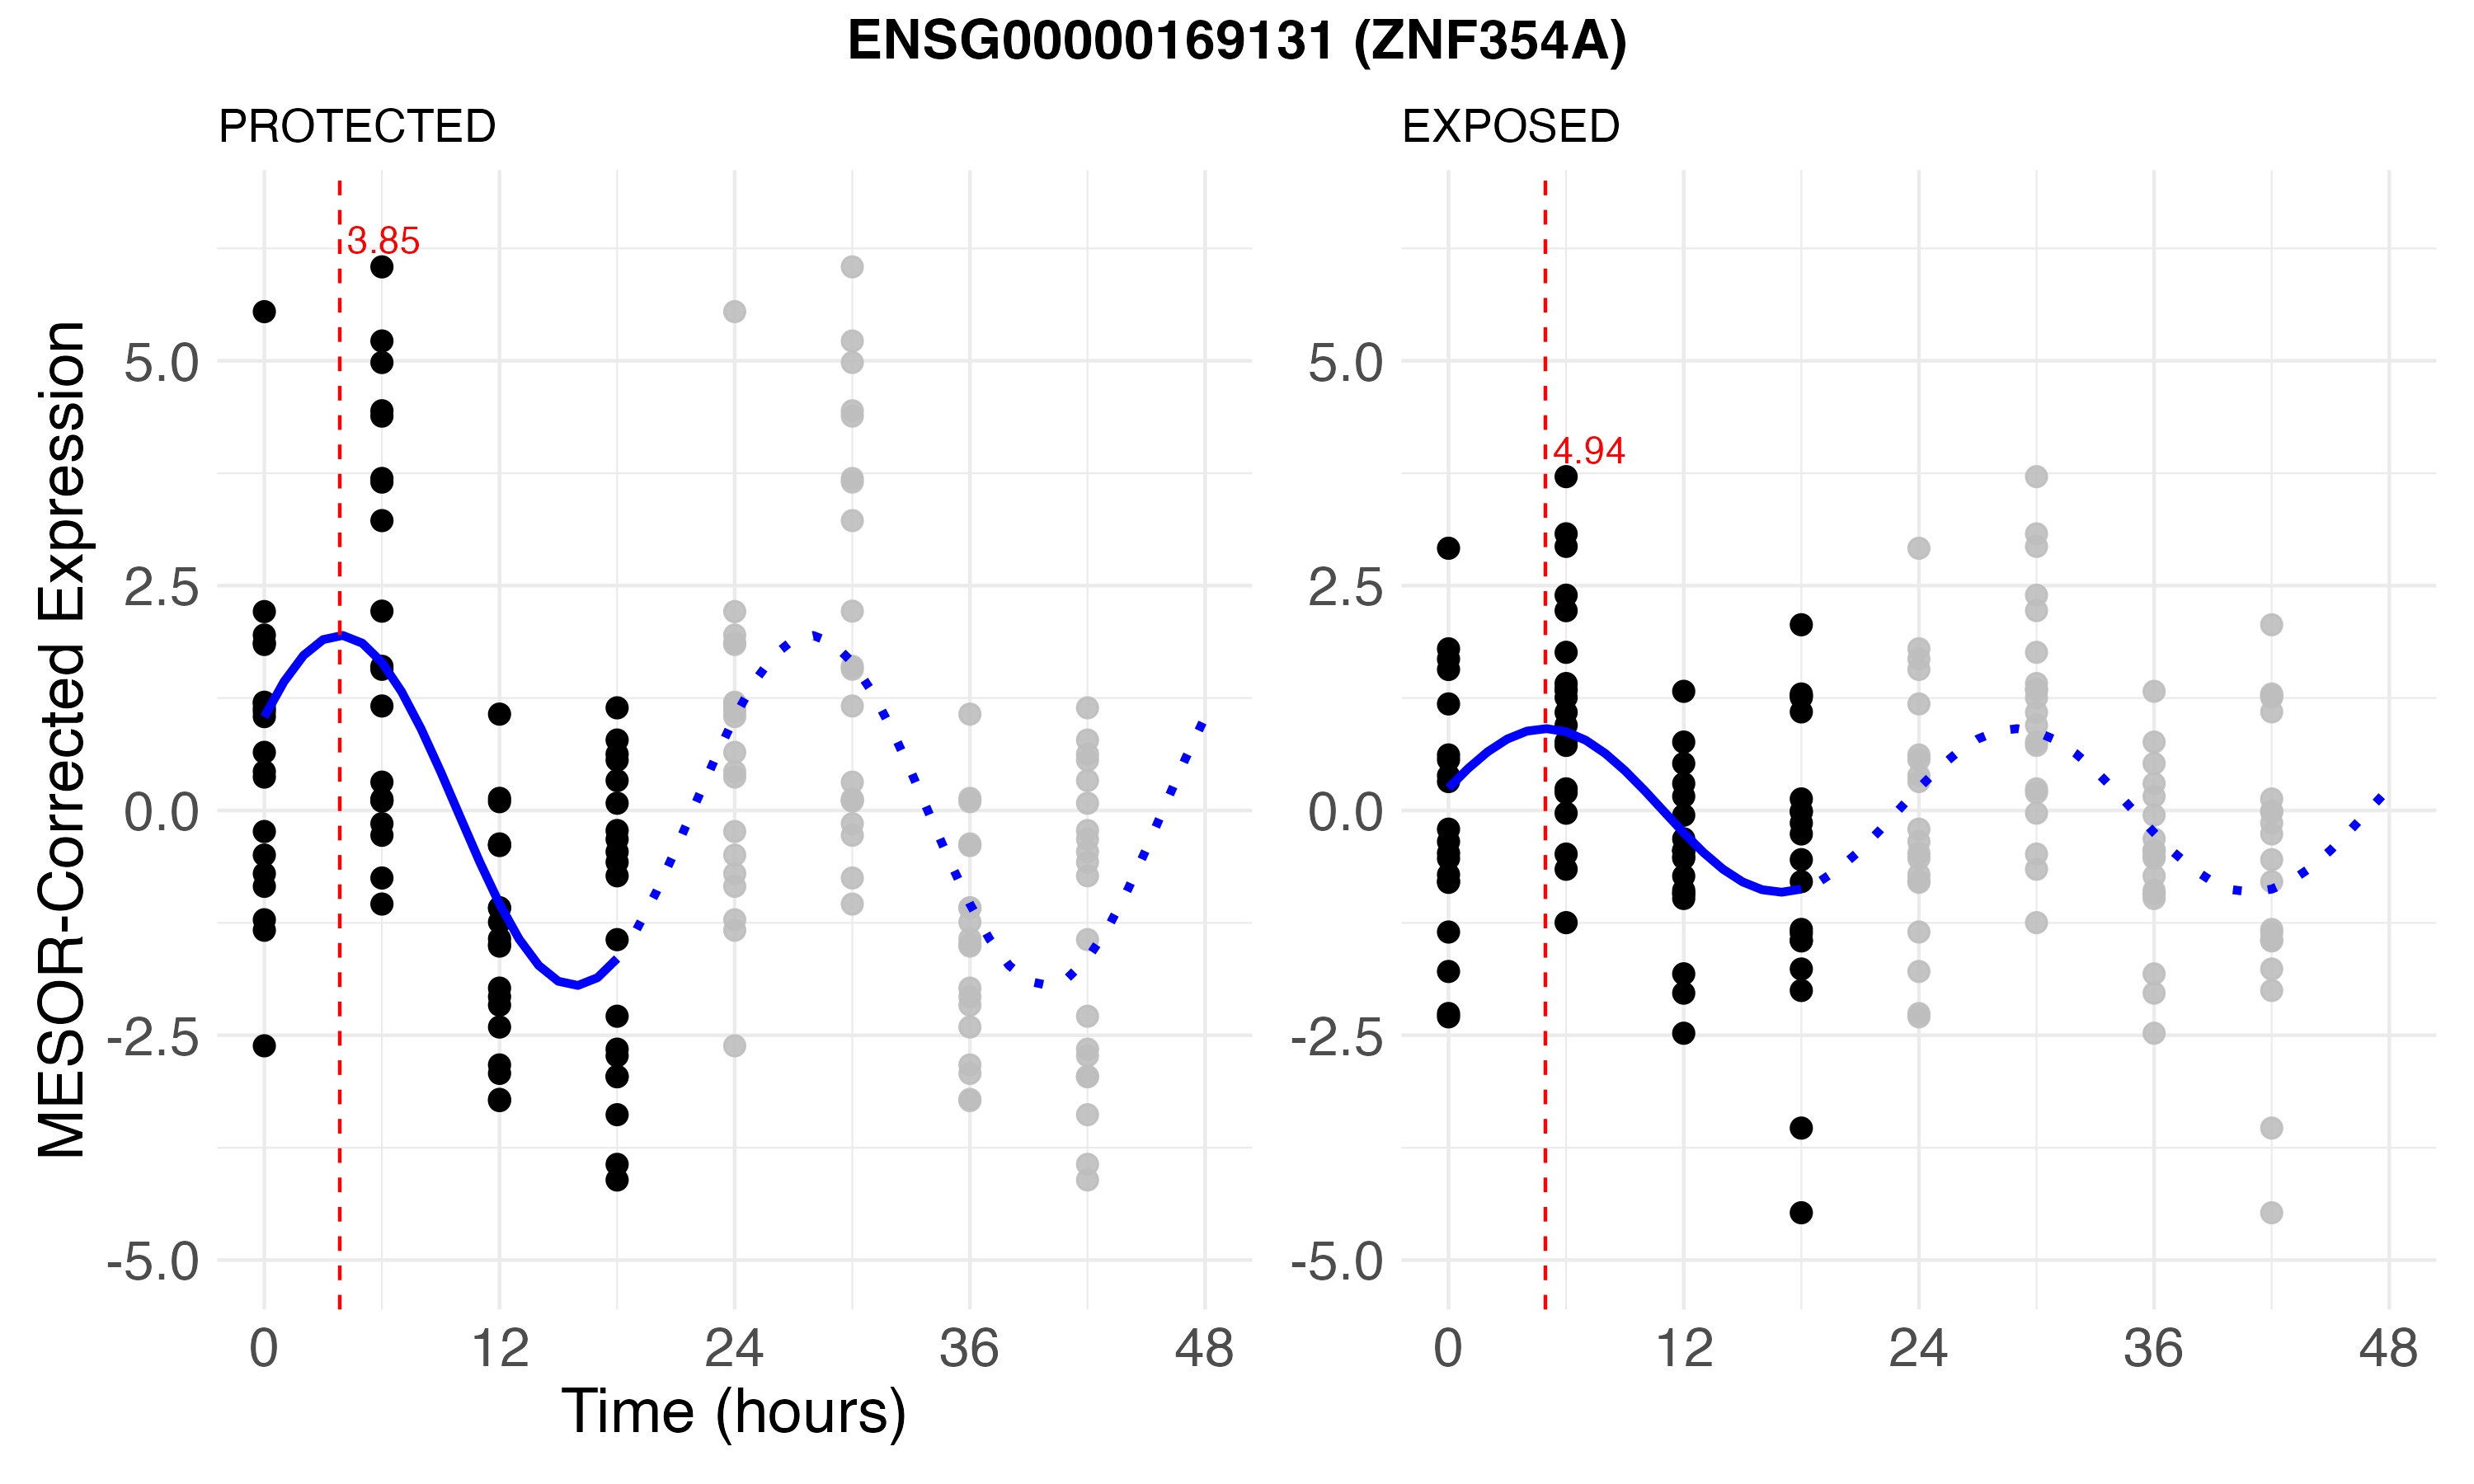 ENSG00000169131 (ZNF354A)
PROTECTED
EXPOSED
3.85
4.94
MESOR-Corrected Expression
5.0
2.5
0.0
-2.5
-5.0
5.0
2.5
0.0
-2.5
-5.0
0 12 24 36 48
0 12 24 36 48
Time (hours)